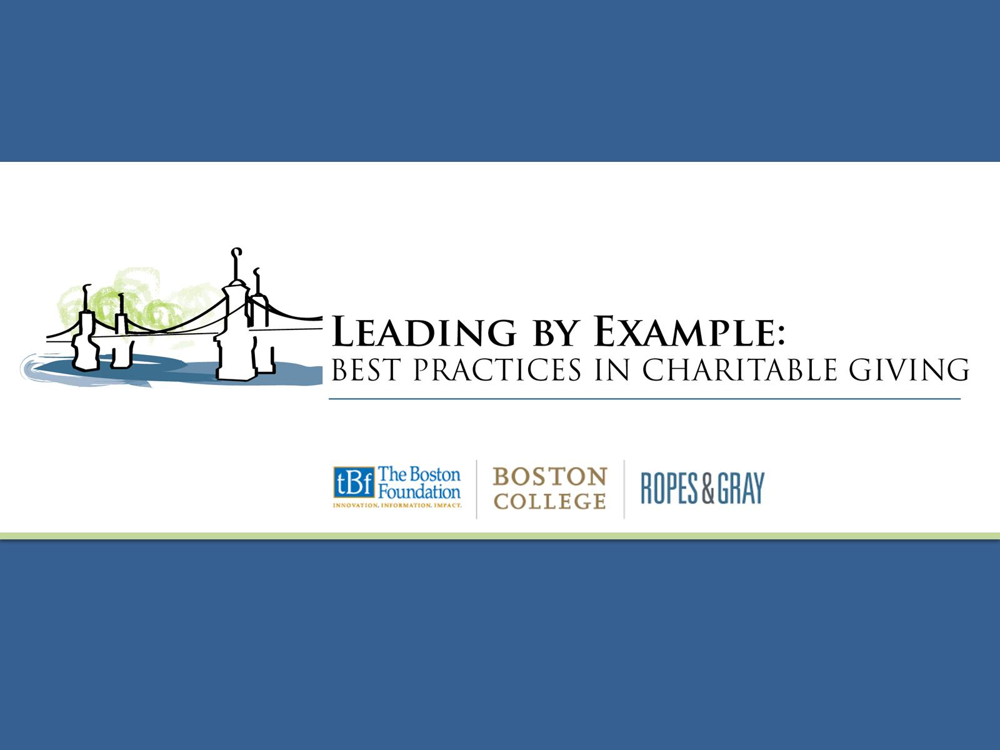 LEADING BY EXAMPLE:
BEST PRACTICES IN CHARITABLE GIVING
tBf The Boston Foundation
INNOVATION. INFORMATION. IMPACT.
BOSTON COLLEGE
ROPES & GRAY